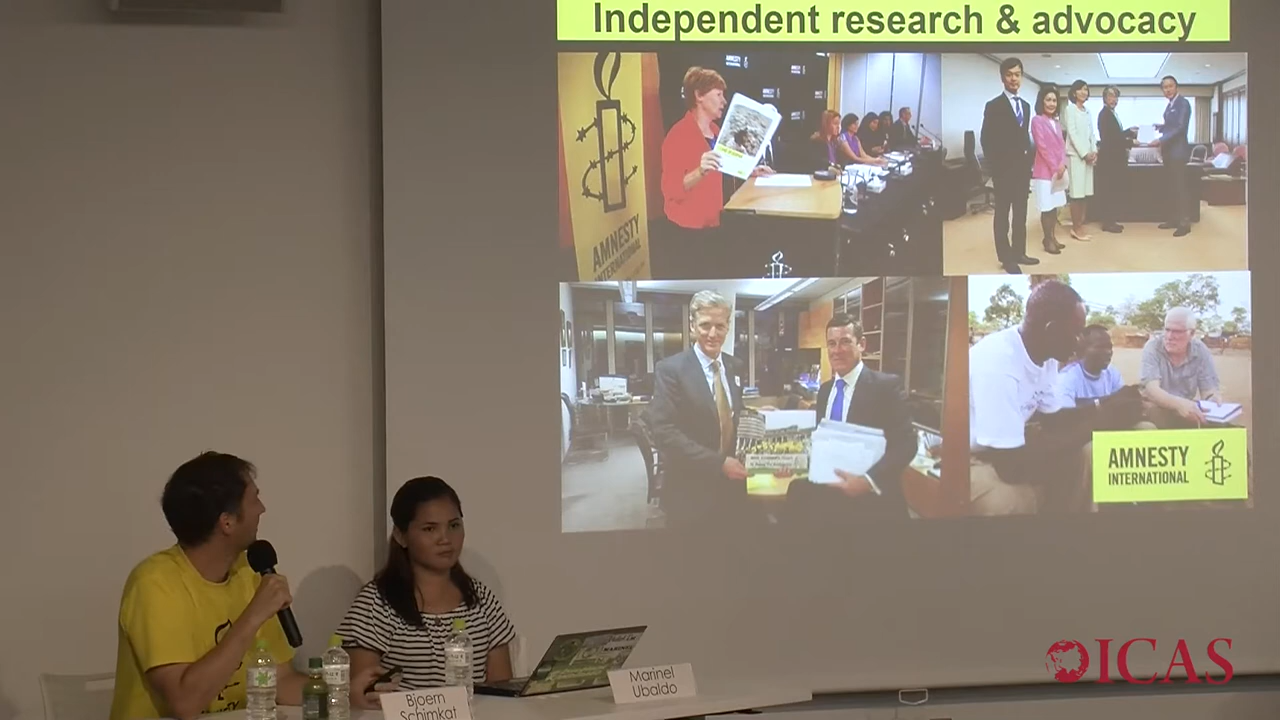 Independent research & advocacy
AMNESTY
INTERNATIONAL
AMNESTY
INTERNATIONAL
Bjoern
Schimkat
Marinel
Ubaldo
ICAS